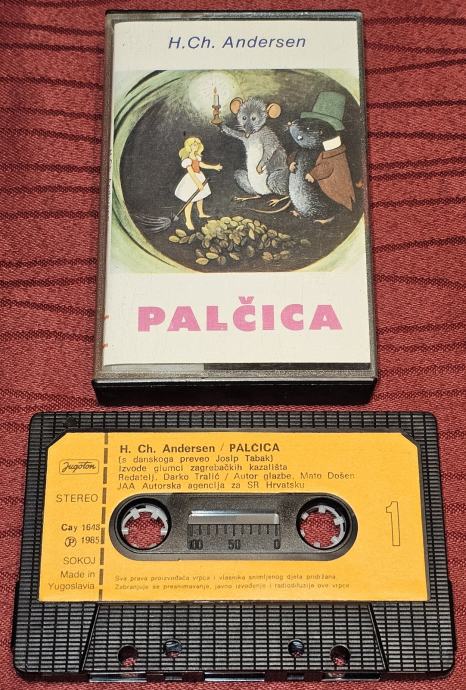 H.Ch. Andersen
PALČICA
Jugoton
STEREO
Cay 1648
Ⓟ 1985
SOKOJ
Made in
Yugoslavia
H. Ch. Andersen / PALCICA
(s danskoga preveo Josip Tabak)
Izvode glumci zagrebačkih kazališta
Redatelj, Darko Tralić / Autor glazbe, Mato Došen
JAA Autorska agencija za SR Hrvatsku
1
100 50 0
Sva prava proizvođača vrpce i vlasnika snimljenog djela pridržana
Zabranjuje se presnimavanje, javno izvođenje i radiodifuzija ove vrpce